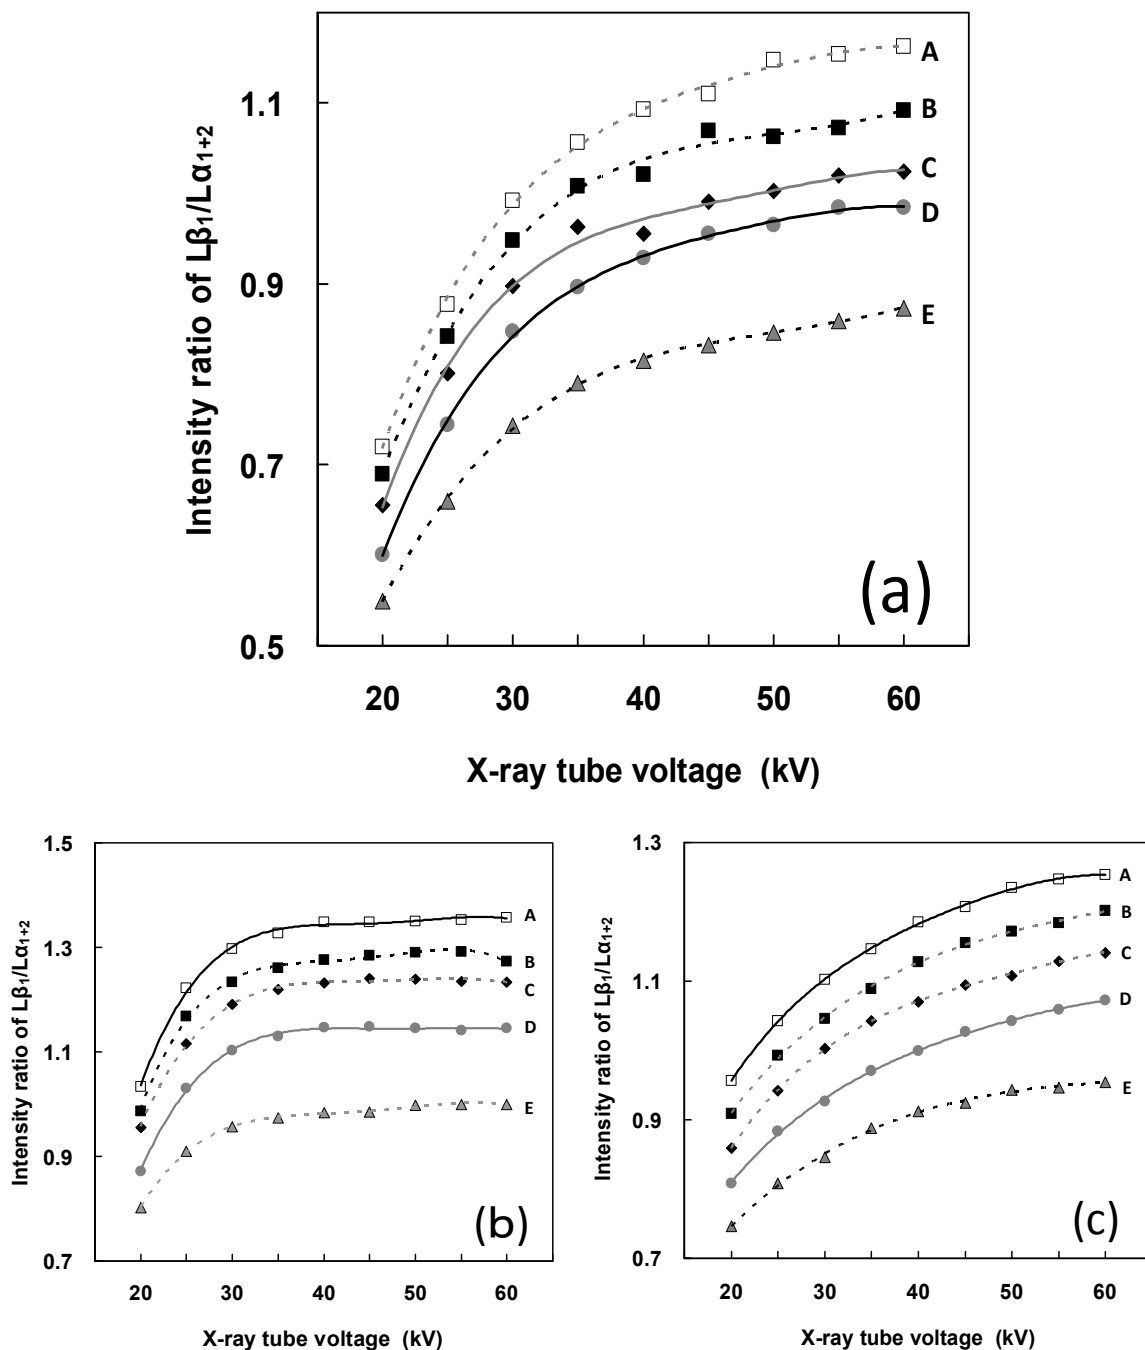 Intensity ratio of Lβ₁/Lα₁₊₂
A
1.1
B
C
D
0.9
E
0.7
(a)
0.5
20 30 40 50 60
X-ray tube voltage (kV)
Intensity ratio of Lβ₁/Lα₁₊₂
1.5
A
1.3
B
C
1.1
D
E
0.9
(b)
0.7
20 30 40 50 60
X-ray tube voltage (kV)
Intensity ratio of Lβ₁/Lα₁₊₂
1.3
A
B
1.1
C
D
0.9
E
(c)
0.7
20 30 40 50 60
X-ray tube voltage (kV)